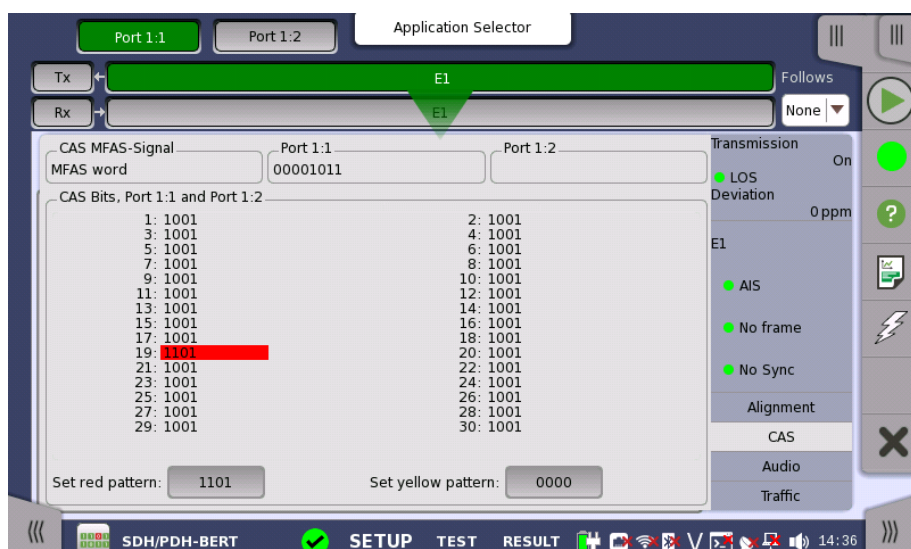 Application Selector
Port 1:1
Port 1:2
Tx
E1
Follows
Rx
E1
None
CAS MFAS-Signal
MFAS word
Port 1:1
00001011
Port 1:2
CAS Bits, Port 1:1 and Port 1:2
1: 1001 2: 1001
3: 1001 4: 1001
5: 1001 6: 1001
7: 1001 8: 1001
9: 1001 10: 1001
11: 1001 12: 1001
13: 1001 14: 1001
15: 1001 16: 1001
17: 1001 18: 1001
19: 1101 20: 1001
21: 1001 22: 1001
23: 1001 24: 1001
25: 1001 26: 1001
27: 1001 28: 1001
29: 1001 30: 1001
Set red pattern: 1101
Set yellow pattern: 0000
Transmission
On
LOS
Deviation
0 ppm
E1
AIS
No frame
No Sync
Alignment
CAS
Audio
Traffic
SDH/PDH-BERT
SETUP
TEST
RESULT
V
14:36